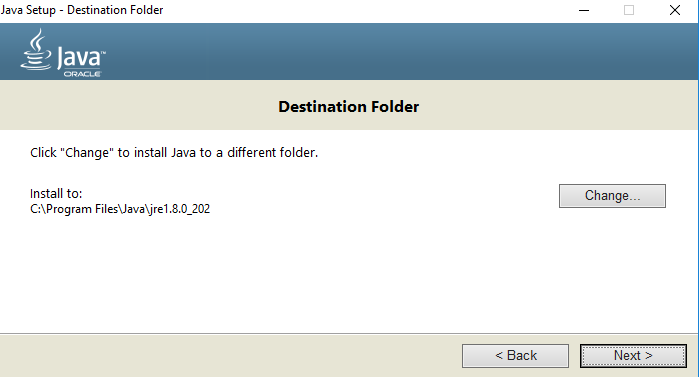 Java Setup - Destination Folder
Java™
ORACLE
Destination Folder
Click "Change" to install Java to a different folder.
Install to:
Change...
C:\Program Files\Java\jre1.8.0_202
< Back
Next >